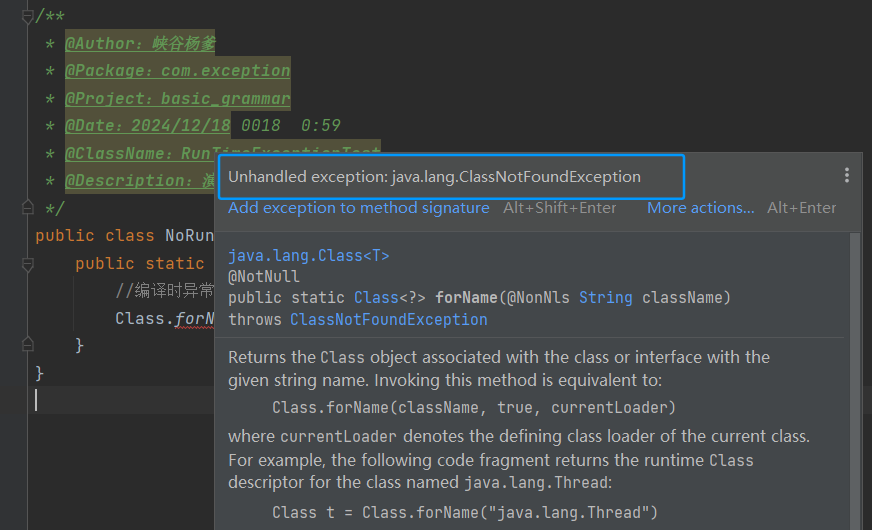 /**
* @Author：峡谷杨爹
* @Package：com.exception
* @Project：basic_grammar
* @Date：2024/12/18 0018 0:59
* @ClassName：RunTimeExceptionTest
* @Description：演
*/
public class NoRun
public static
//编译时异常
Class.forN
}
}
Unhandled exception: java.lang.ClassNotFoundException
Add exception to method signature Alt+Shift+Enter More actions... Alt+Enter
java.lang.Class<T>
@NotNull
public static Class<?> forName(@NonNls String className)
throws ClassNotFoundException
Returns the Class object associated with the class or interface with the
given string name. Invoking this method is equivalent to:
Class.forName(className, true, currentLoader)
where currentLoader denotes the defining class loader of the current class.
For example, the following code fragment returns the runtime Class
descriptor for the class named java.lang.Thread:
Class t = Class.forName("java.lang.Thread")